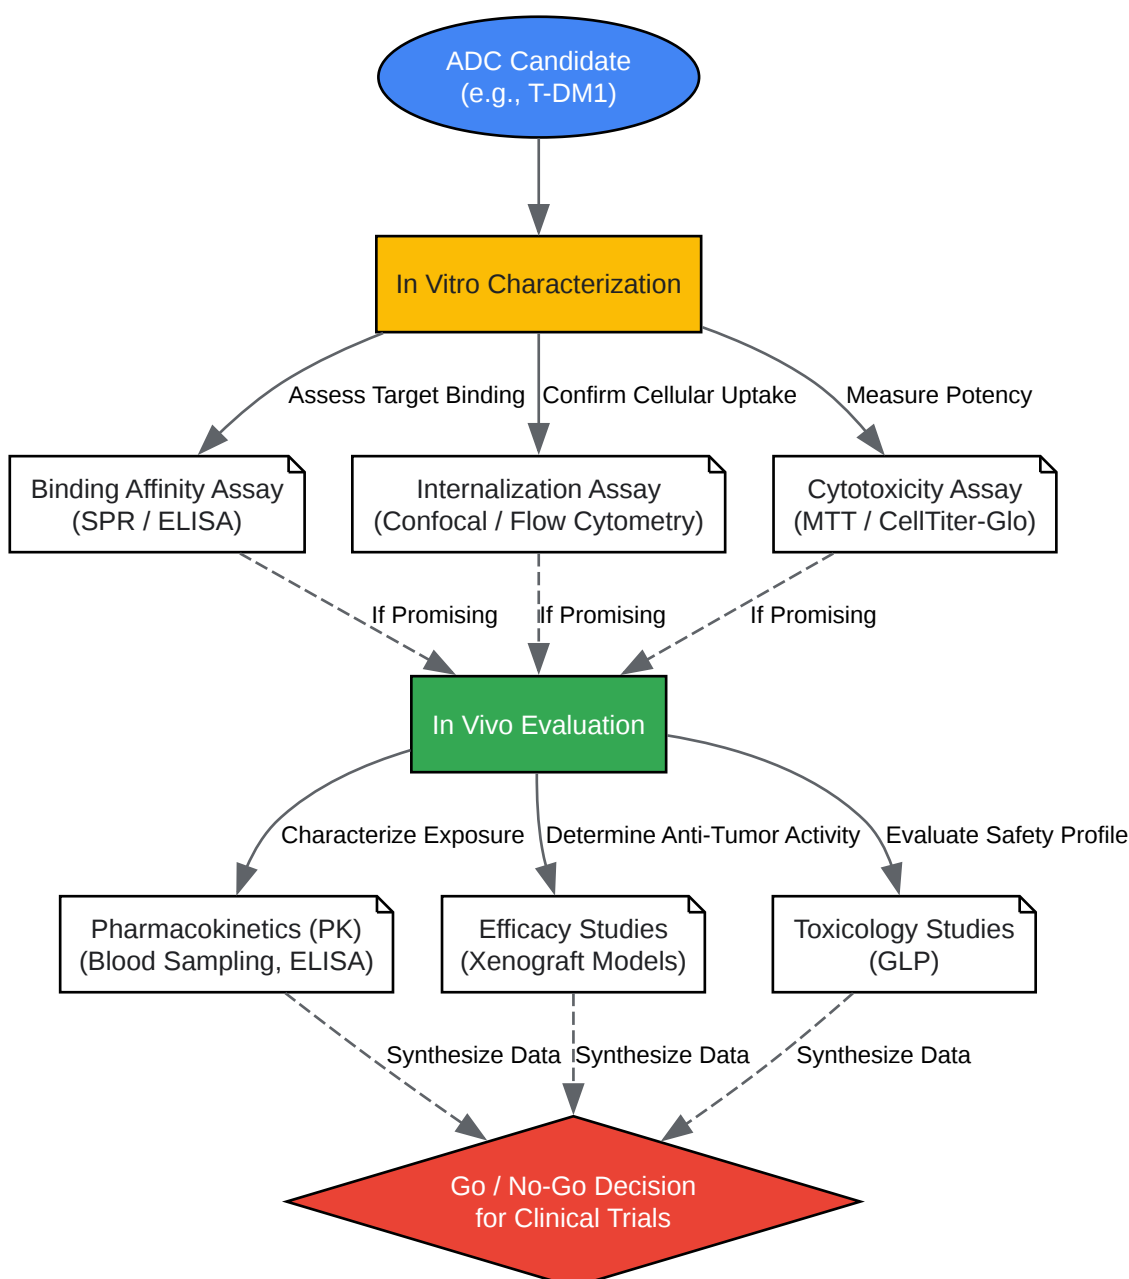 ADC Candidate
(e.g., T-DM1)
In Vitro Characterization
Assess Target Binding
Confirm Cellular Uptake
Measure Potency
Binding Affinity Assay
(SPR / ELISA)
Internalization Assay
(Confocal / Flow Cytometry)
Cytotoxicity Assay
(MTT / CellTiter-Glo)
If Promising
If Promising
If Promising
In Vivo Evaluation
Characterize Exposure
Determine Anti-Tumor Activity
Evaluate Safety Profile
Pharmacokinetics (PK)
(Blood Sampling, ELISA)
Efficacy Studies
(Xenograft Models)
Toxicology Studies
(GLP)
Synthesize Data
Synthesize Data
Synthesize Data
Go / No-Go Decision
for Clinical Trials